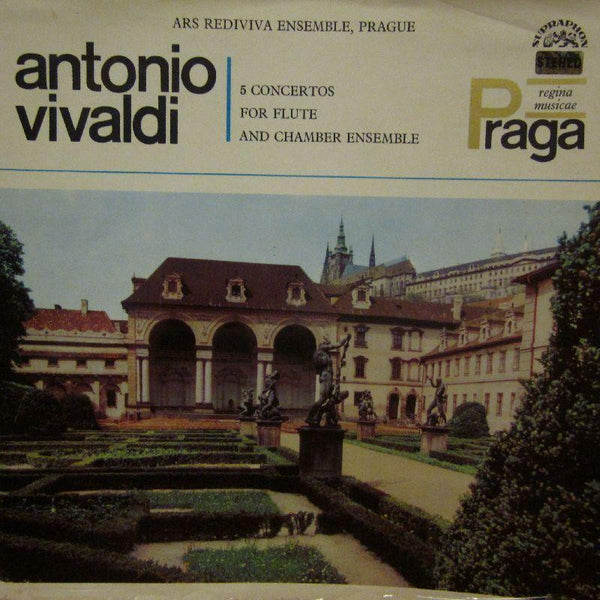 ARS REDIVIVA ENSEMBLE, PRAGUE
antonio
vivaldi
5 CONCERTOS
FOR FLUTE
AND CHAMBER ENSEMBLE
SUPRAPHON
STEREO
regina
musicae
Praga